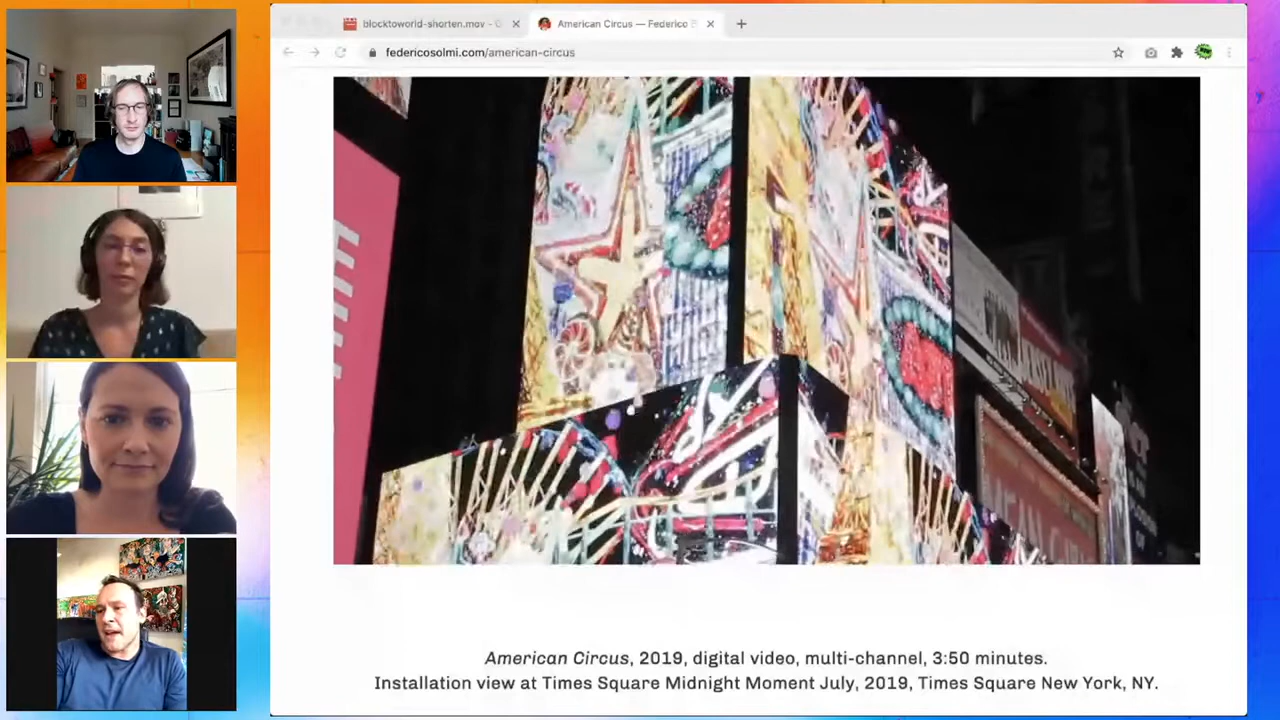 blocktoworld-shorten.mov - G
American Circus — Federico
federicosolmi.com/american-circus
American Circus, 2019, digital video, multi-channel, 3:50 minutes.
Installation view at Times Square Midnight Moment July, 2019, Times Square New York, NY.